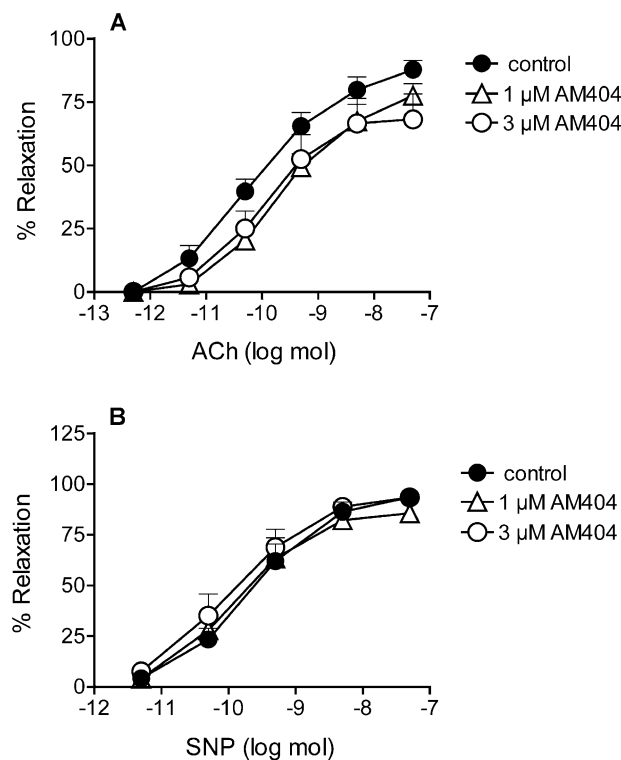 A
100
75
50
25
0
% Relaxation
-13 -12 -11 -10 -9 -8 -7
ACh (log mol)
control
1 µM AM404
3 µM AM404
B
125
100
75
50
25
0
% Relaxation
-12 -11 -10 -9 -8 -7
SNP (log mol)
control
1 µM AM404
3 µM AM404